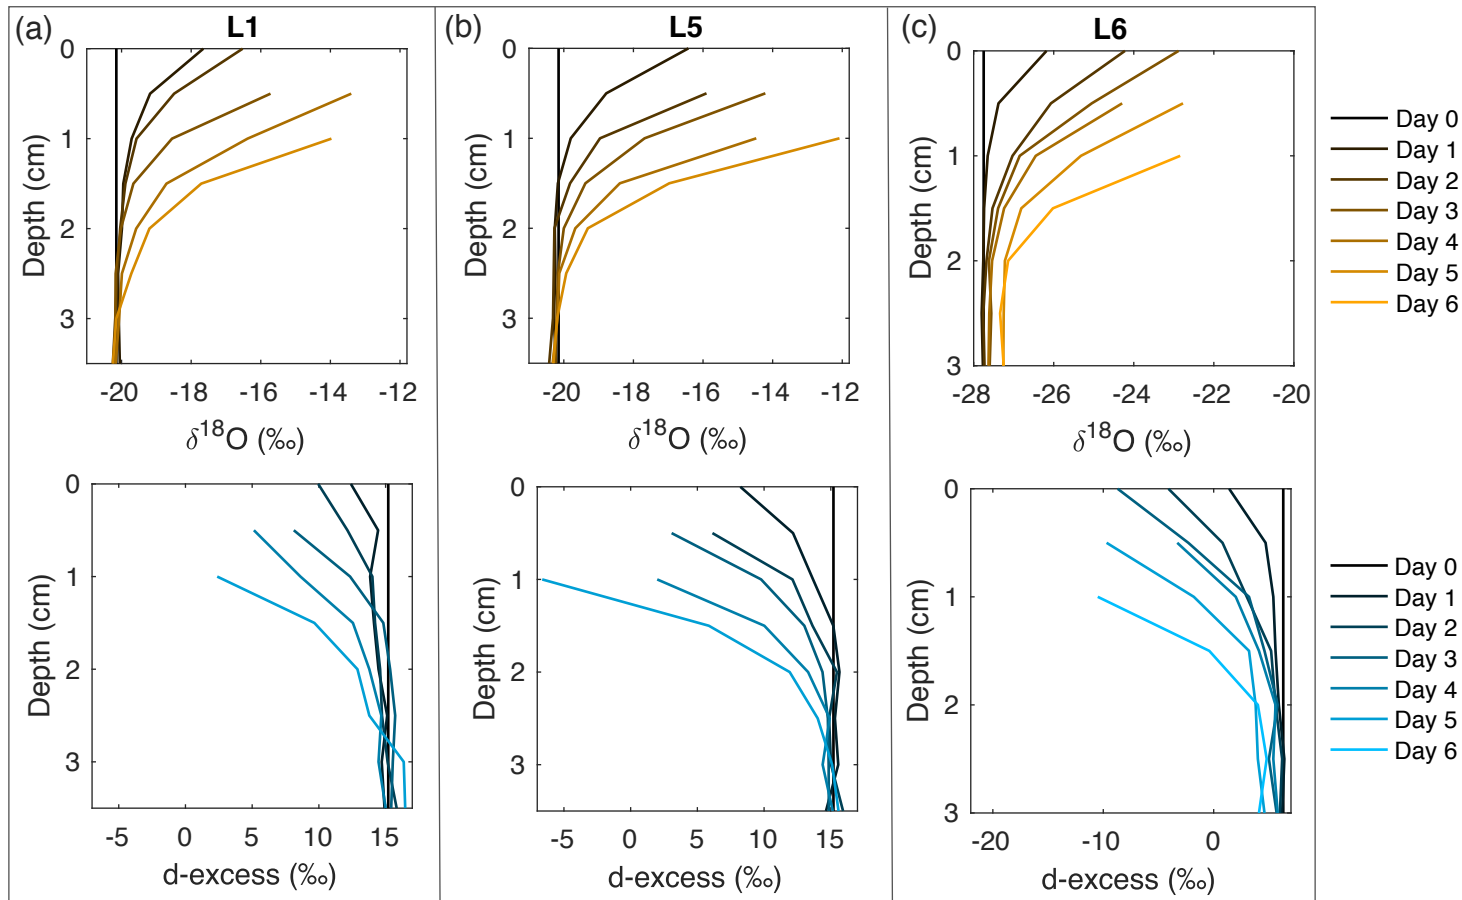 (a) L1
0
1
2
3
Depth (cm)
-20 -18 -16 -14 -12
δ¹⁸O (‰)
0
1
2
3
Depth (cm)
-5 0 5 10 15
d-excess (‰)
(b) L5
0
1
2
3
Depth (cm)
-20 -18 -16 -14 -12
δ¹⁸O (‰)
0
1
2
3
Depth (cm)
-5 0 5 10 15
d-excess (‰)
(c) L6
0
1
2
3
Depth (cm)
-28 -26 -24 -22 -20
δ¹⁸O (‰)
0
1
2
3
Depth (cm)
-20 -10 0
d-excess (‰)
Day 0
Day 1
Day 2
Day 3
Day 4
Day 5
Day 6
Day 0
Day 1
Day 2
Day 3
Day 4
Day 5
Day 6